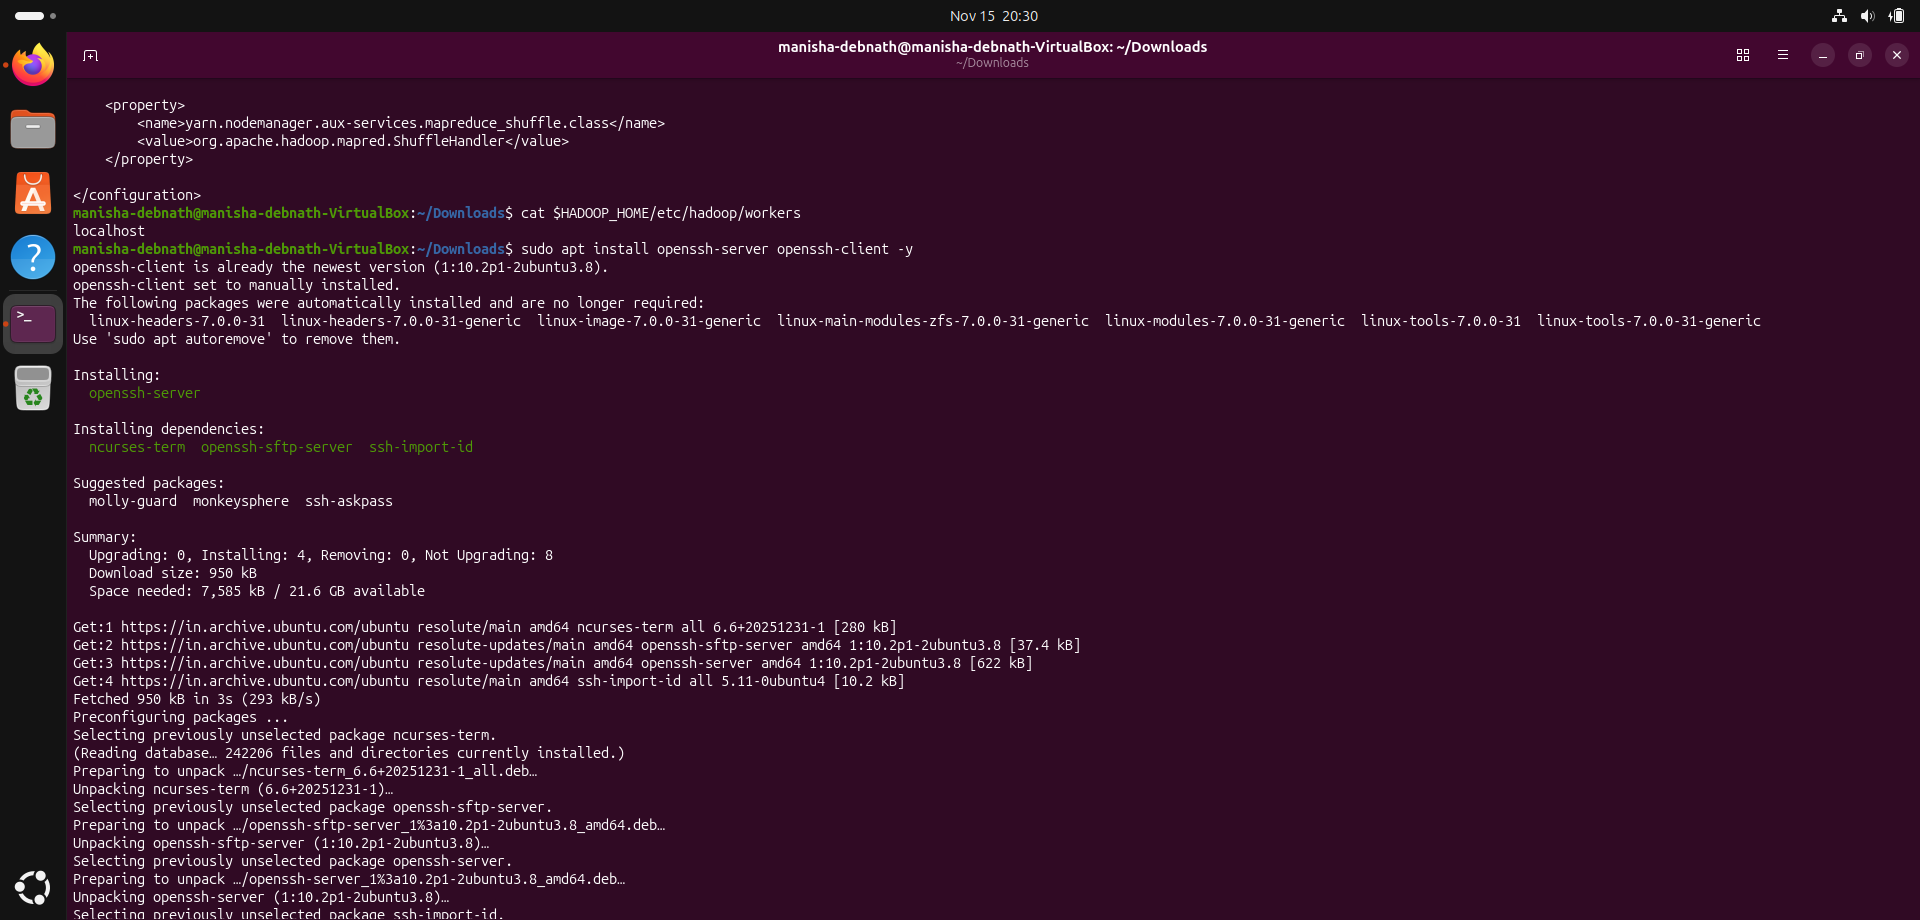 Nov 15 20:30
manisha-debnath@manisha-debnath-VirtualBox: ~/Downloads
~/Downloads
    <property>
        <name>yarn.nodemanager.aux-services.mapreduce_shuffle.class</name>
        <value>org.apache.hadoop.mapred.ShuffleHandler</value>
    </property>

</configuration>
manisha-debnath@manisha-debnath-VirtualBox:~/Downloads$ cat $HADOOP_HOME/etc/hadoop/workers
localhost
manisha-debnath@manisha-debnath-VirtualBox:~/Downloads$ sudo apt install openssh-server openssh-client -y
openssh-client is already the newest version (1:10.2p1-2ubuntu3.8).
openssh-client set to manually installed.
The following packages were automatically installed and are no longer required:
  linux-headers-7.0.0-31  linux-headers-7.0.0-31-generic  linux-image-7.0.0-31-generic  linux-main-modules-zfs-7.0.0-31-generic  linux-modules-7.0.0-31-generic  linux-tools-7.0.0-31  linux-tools-7.0.0-31-generic
Use 'sudo apt autoremove' to remove them.

Installing:
  openssh-server

Installing dependencies:
  ncurses-term  openssh-sftp-server  ssh-import-id

Suggested packages:
  molly-guard  monkeysphere  ssh-askpass

Summary:
  Upgrading: 0, Installing: 4, Removing: 0, Not Upgrading: 8
  Download size: 950 kB
  Space needed: 7,585 kB / 21.6 GB available

Get:1 https://in.archive.ubuntu.com/ubuntu resolute/main amd64 ncurses-term all 6.6+20251231-1 [280 kB]
Get:2 https://in.archive.ubuntu.com/ubuntu resolute-updates/main amd64 openssh-sftp-server amd64 1:10.2p1-2ubuntu3.8 [37.4 kB]
Get:3 https://in.archive.ubuntu.com/ubuntu resolute-updates/main amd64 openssh-server amd64 1:10.2p1-2ubuntu3.8 [622 kB]
Get:4 https://in.archive.ubuntu.com/ubuntu resolute/main amd64 ssh-import-id all 5.11-0ubuntu4 [10.2 kB]
Fetched 950 kB in 3s (293 kB/s)
Preconfiguring packages ...
Selecting previously unselected package ncurses-term.
(Reading database… 242206 files and directories currently installed.)
Preparing to unpack …/ncurses-term_6.6+20251231-1_all.deb…
Unpacking ncurses-term (6.6+20251231-1)…
Selecting previously unselected package openssh-sftp-server.
Preparing to unpack …/openssh-sftp-server_1%3a10.2p1-2ubuntu3.8_amd64.deb…
Unpacking openssh-sftp-server (1:10.2p1-2ubuntu3.8)…
Selecting previously unselected package openssh-server.
Preparing to unpack …/openssh-server_1%3a10.2p1-2ubuntu3.8_amd64.deb…
Unpacking openssh-server (1:10.2p1-2ubuntu3.8)…
Selecting previously unselected package ssh-import-id.